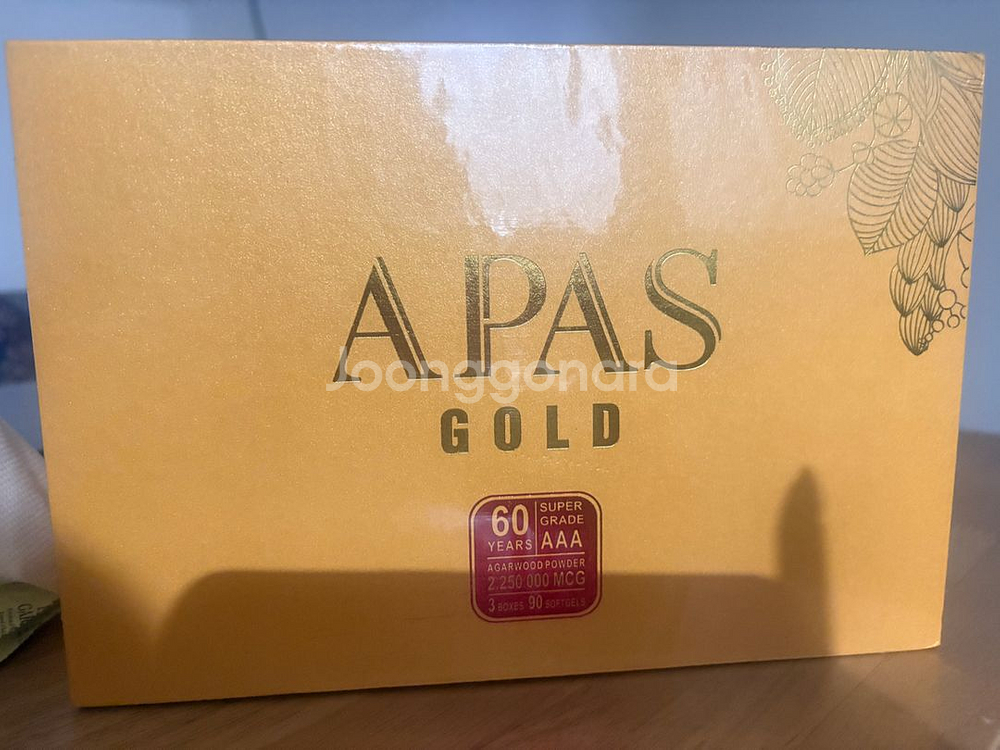 APAS
Joonggonara
GOLD
60 YEARS SUPER GRADE AAA
AGARWOOD POWDER
2.250 000 MCG
3 BOXES 90 SOFTGELS